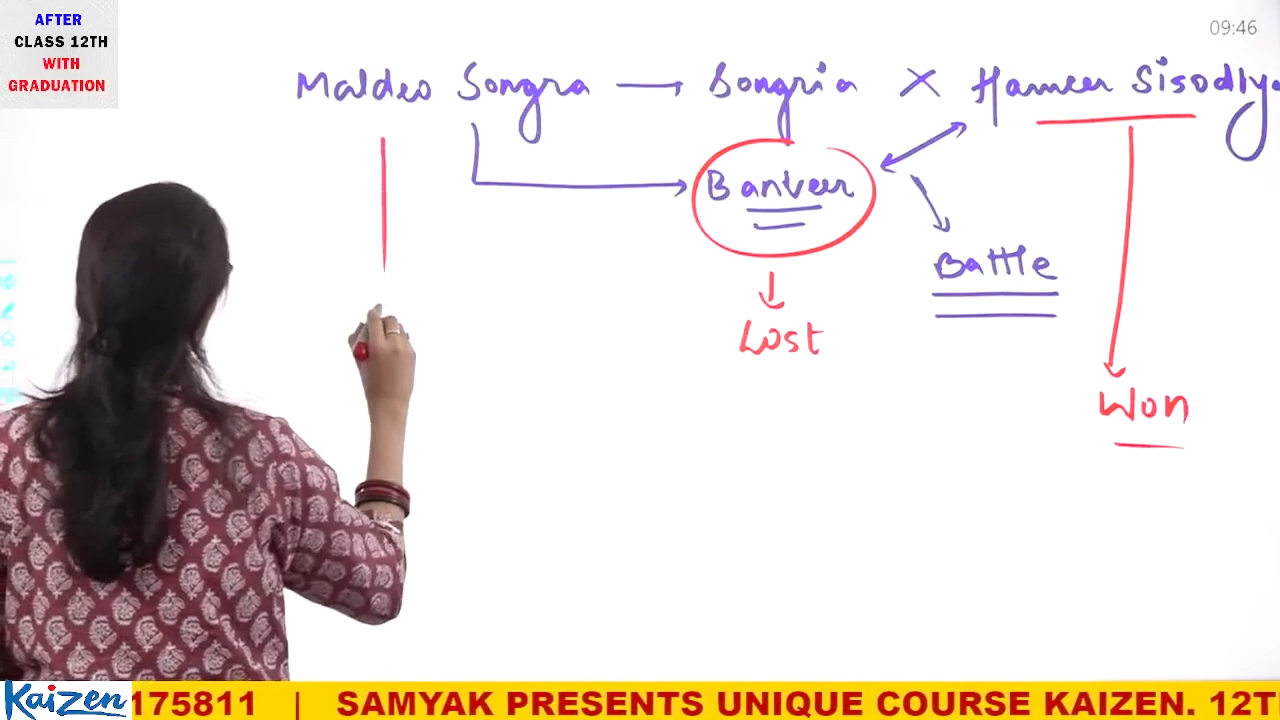 AFTER
CLASS 12TH
WITH
GRADUATION
09:46
Maldeo Songra → Songria × Hameer Sisodiya
Banveer
Battle
Lost
Won
Kaizen 175811 | SAMYAK PRESENTS UNIQUE COURSE KAIZEN. 12T